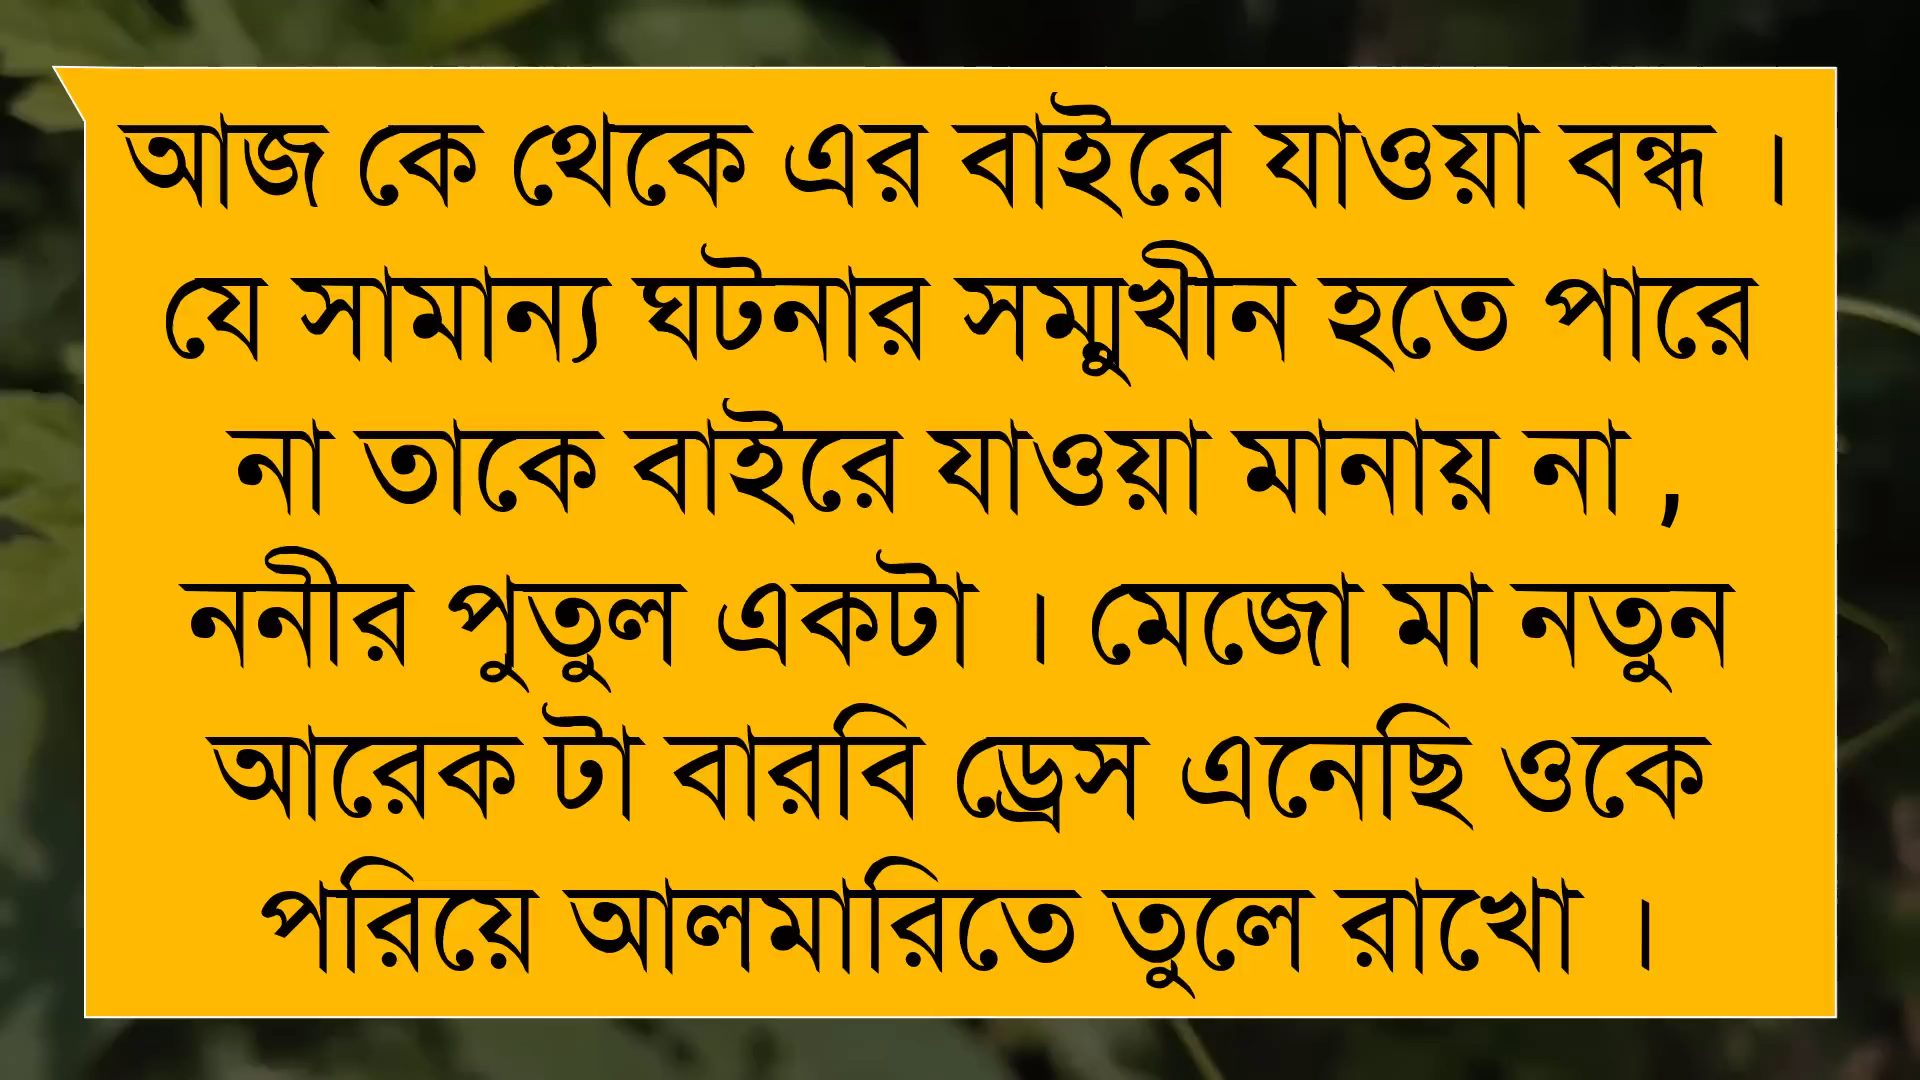 আজ কে থেকে এর বাইরে যাওয়া বন্ধ ।
যে সামান্য ঘটনার সম্মুখীন হতে পারে
না তাকে বাইরে যাওয়া মানায় না ,
ননীর পুতুল একটা । মেজো মা নতুন
আরেক টা বারবি ড্রেস এনেছি ওকে
পরিয়ে আলমারিতে তুলে রাখো ।